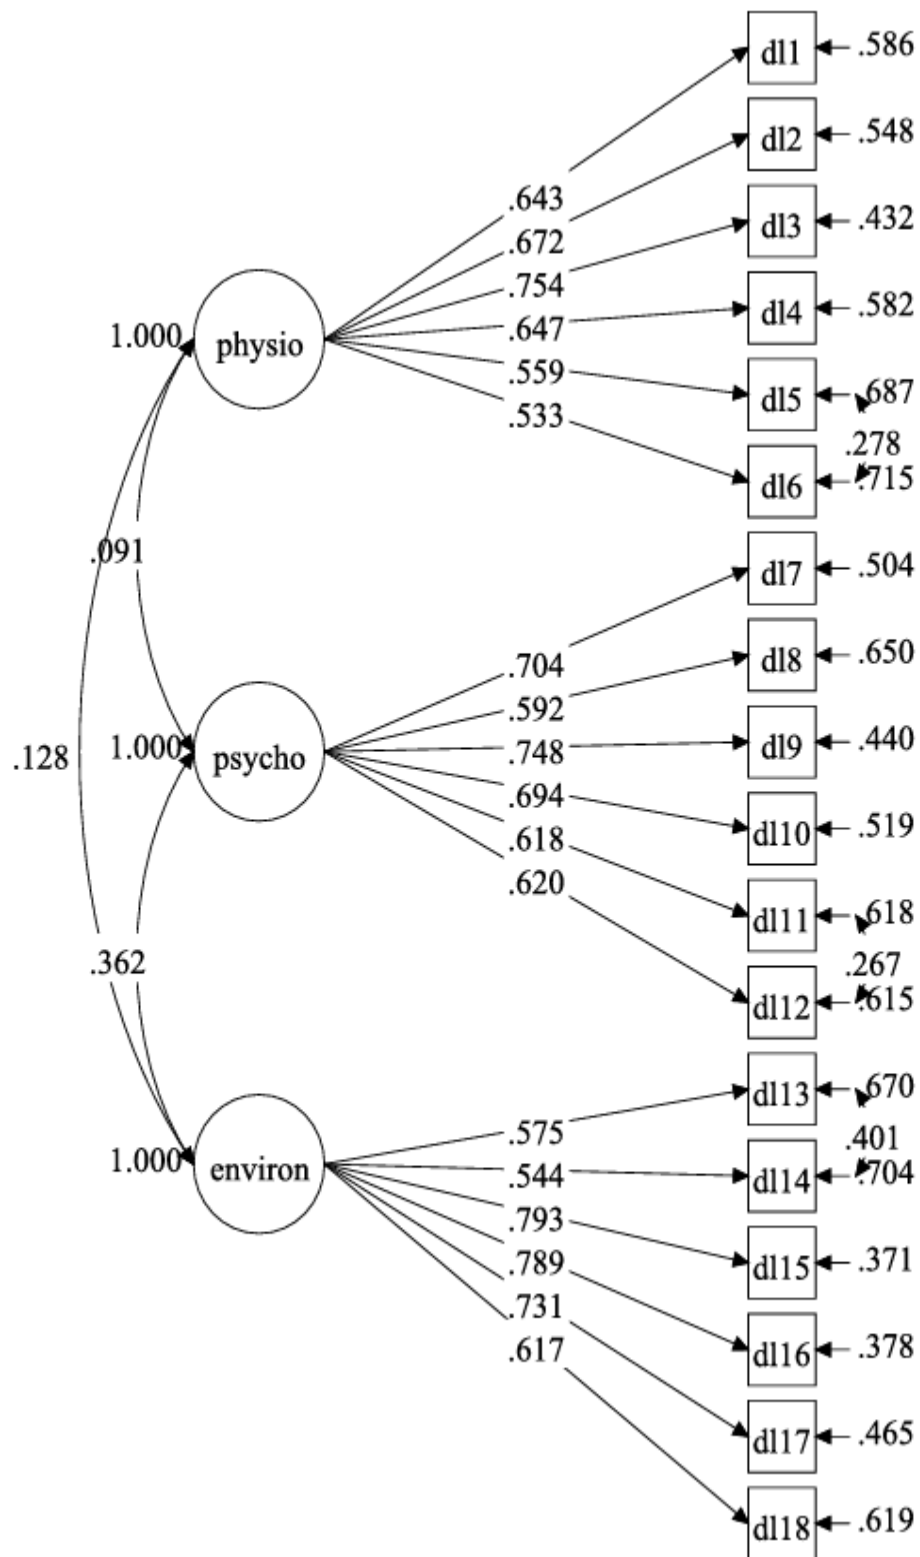 dl1 .586
dl2 .548
.643
dl3 .432
.672
.754
dl4 .582
1.000 physio
.647
.559
dl5 .687
.533
.278
dl6 .715
.091
dl7 .504
.704
dl8 .650
.592
dl9 .440
1.000 psycho
.748
.128
.694
dl10 .519
.618
.620
dl11 .618
.362
.267
dl12 .615
dl13 .670
.575
.401
1.000 environ
.544
dl14 .704
.793
dl15 .371
.789
.731
dl16 .378
.617
dl17 .465
dl18 .619